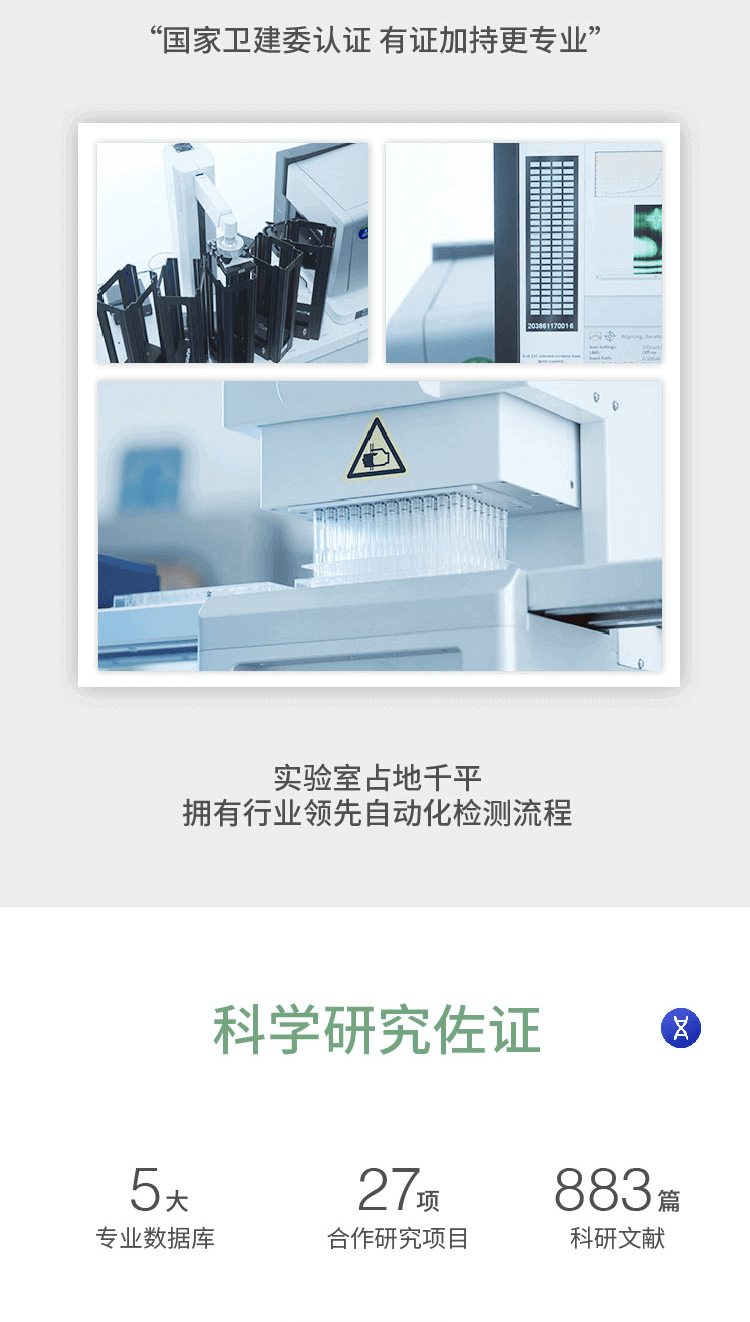 “国家卫建委认证 有证加持更专业”
203861170016
实验室占地千平
拥有行业领先自动化检测流程
科学研究佐证
5大
专业数据库
27项
合作研究项目
883篇
科研文献